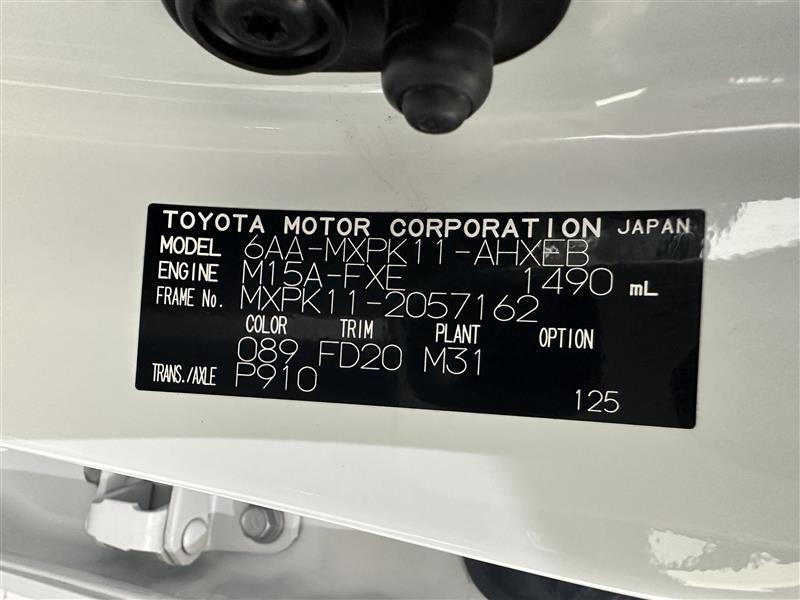 TOYOTA MOTOR CORPORATION JAPAN
MODEL 6AA-MXPK11-AHXEB
ENGINE M15A-FXE 1490 mL
FRAME No. MXPK11-2057162
COLOR TRIM PLANT OPTION
089 FD20 M31
TRANS./AXLE P910
125